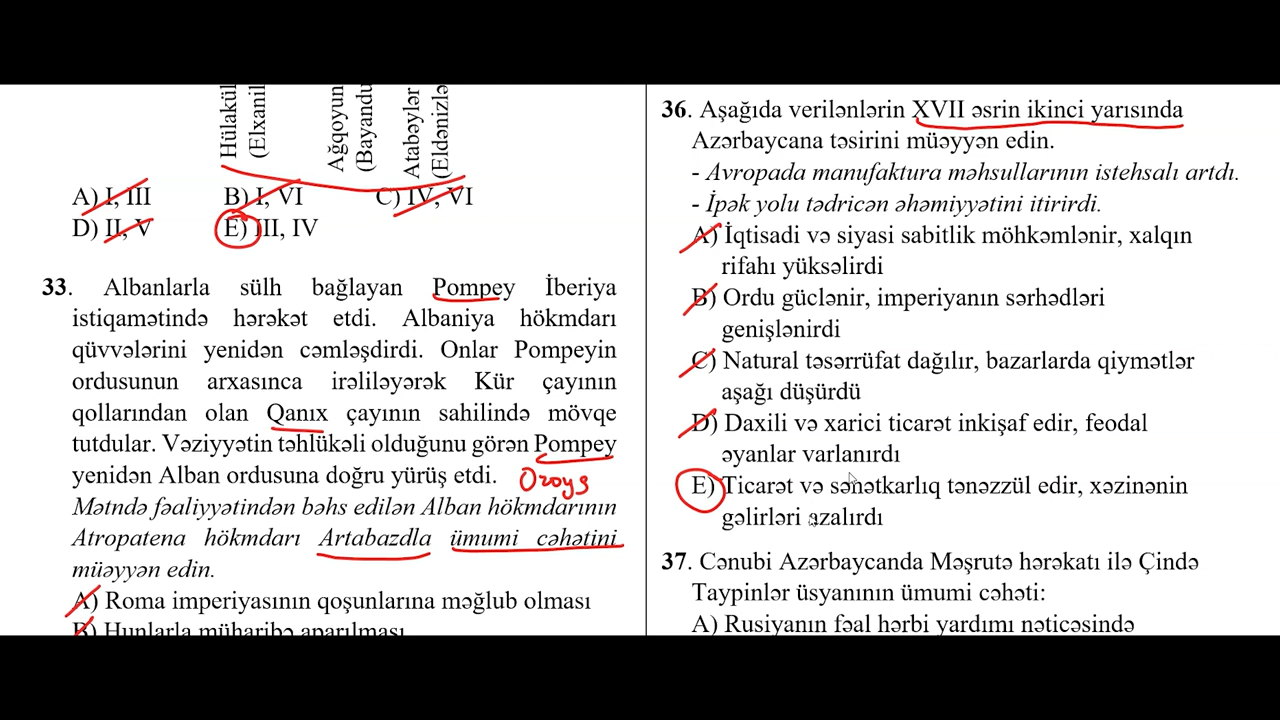 Hülakül
(Elxanil
Ağqoyun
(Bayandu
Atabəylər
(Eldənizlə
A) I, III B) I, VI C) IV, VI
D) II, V E) III, IV
33. Albanlarla sülh bağlayan Pompey İberiya
istiqamətində hərəkət etdi. Albaniya hökmdarı
qüvvələrini yenidən cəmləşdirdi. Onlar Pompeyin
ordusunun arxasınca irəliləyərək Kür çayının
qollarından olan Qanıx çayının sahilində mövqe
tutdular. Vəziyyətin təhlükəli olduğunu görən Pompey
yenidən Alban ordusuna doğru yürüş etdi.
Oroys
Mətndə fəaliyyətindən bəhs edilən Alban hökmdarının
Atropatena hökmdarı Artabazdla ümumi cəhətini
müəyyən edin.
A) Roma imperiyasının qoşunlarına məğlub olması
B) Hunlarla müharibə aparılması
36. Aşağıda verilənlərin XVII əsrin ikinci yarısında
Azərbaycana təsirini müəyyən edin.
- Avropada manufaktura məhsullarının istehsalı artdı.
- İpək yolu tədricən əhəmiyyətini itirirdi.
A) İqtisadi və siyasi sabitlik möhkəmlənir, xalqın
rifahı yüksəlirdi
B) Ordu güclənir, imperiyanın sərhədləri
genişlənirdi
C) Natural təsərrüfat dağılır, bazarlarda qiymətlər
aşağı düşürdü
D) Daxili və xarici ticarət inkişaf edir, feodal
əyanlar varlanırdı
E) Ticarət və sənətkarlıq tənəzzül edir, xəzinənin
gəlirləri azalırdı
37. Cənubi Azərbaycanda Məşrutə hərəkatı ilə Çində
Taypinlər üsyanının ümumi cəhəti:
A) Rusiyanın fəal hərbi yardımı nəticəsində